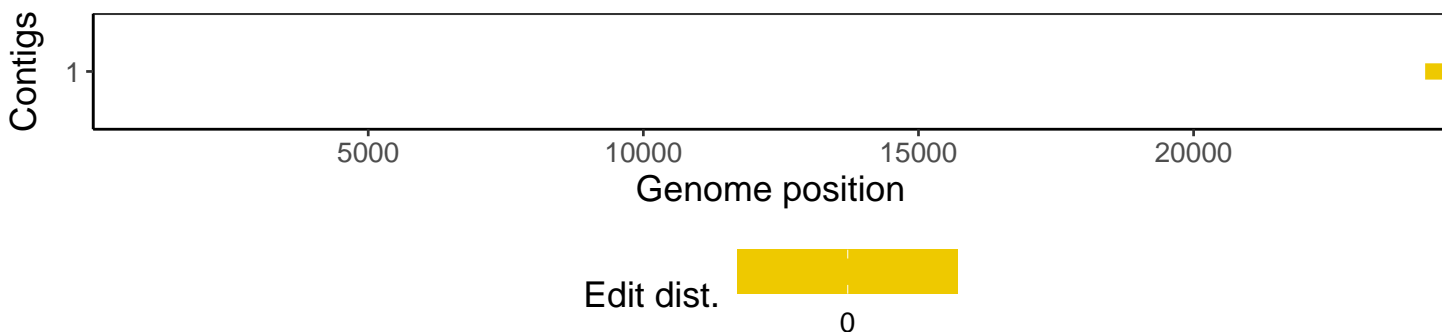 Contigs
1
5000 10000 15000 20000
Genome position
Edit dist.
0